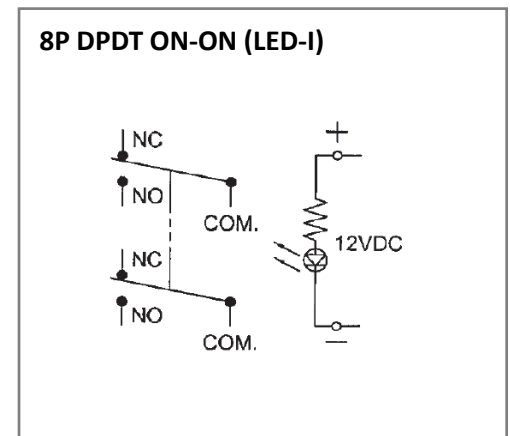 8P DPDT ON-ON (LED-I)
NC
NO
COM.
NC
NO
COM.
+
12VDC
—